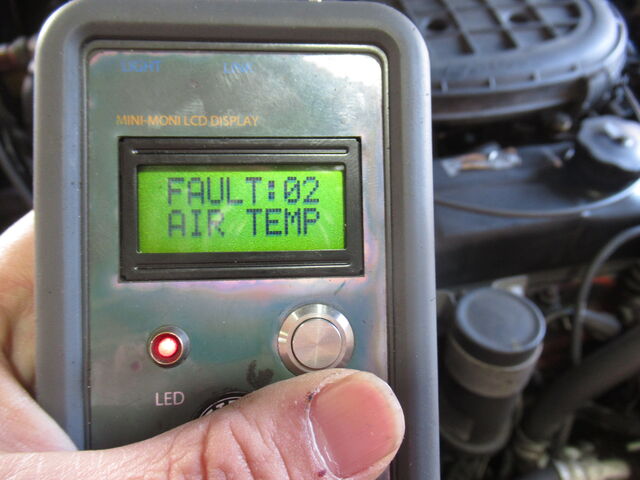 LIGHT
MINI-MONI LCD DISPLAY
FAULT:02
AIR TEMP
LED